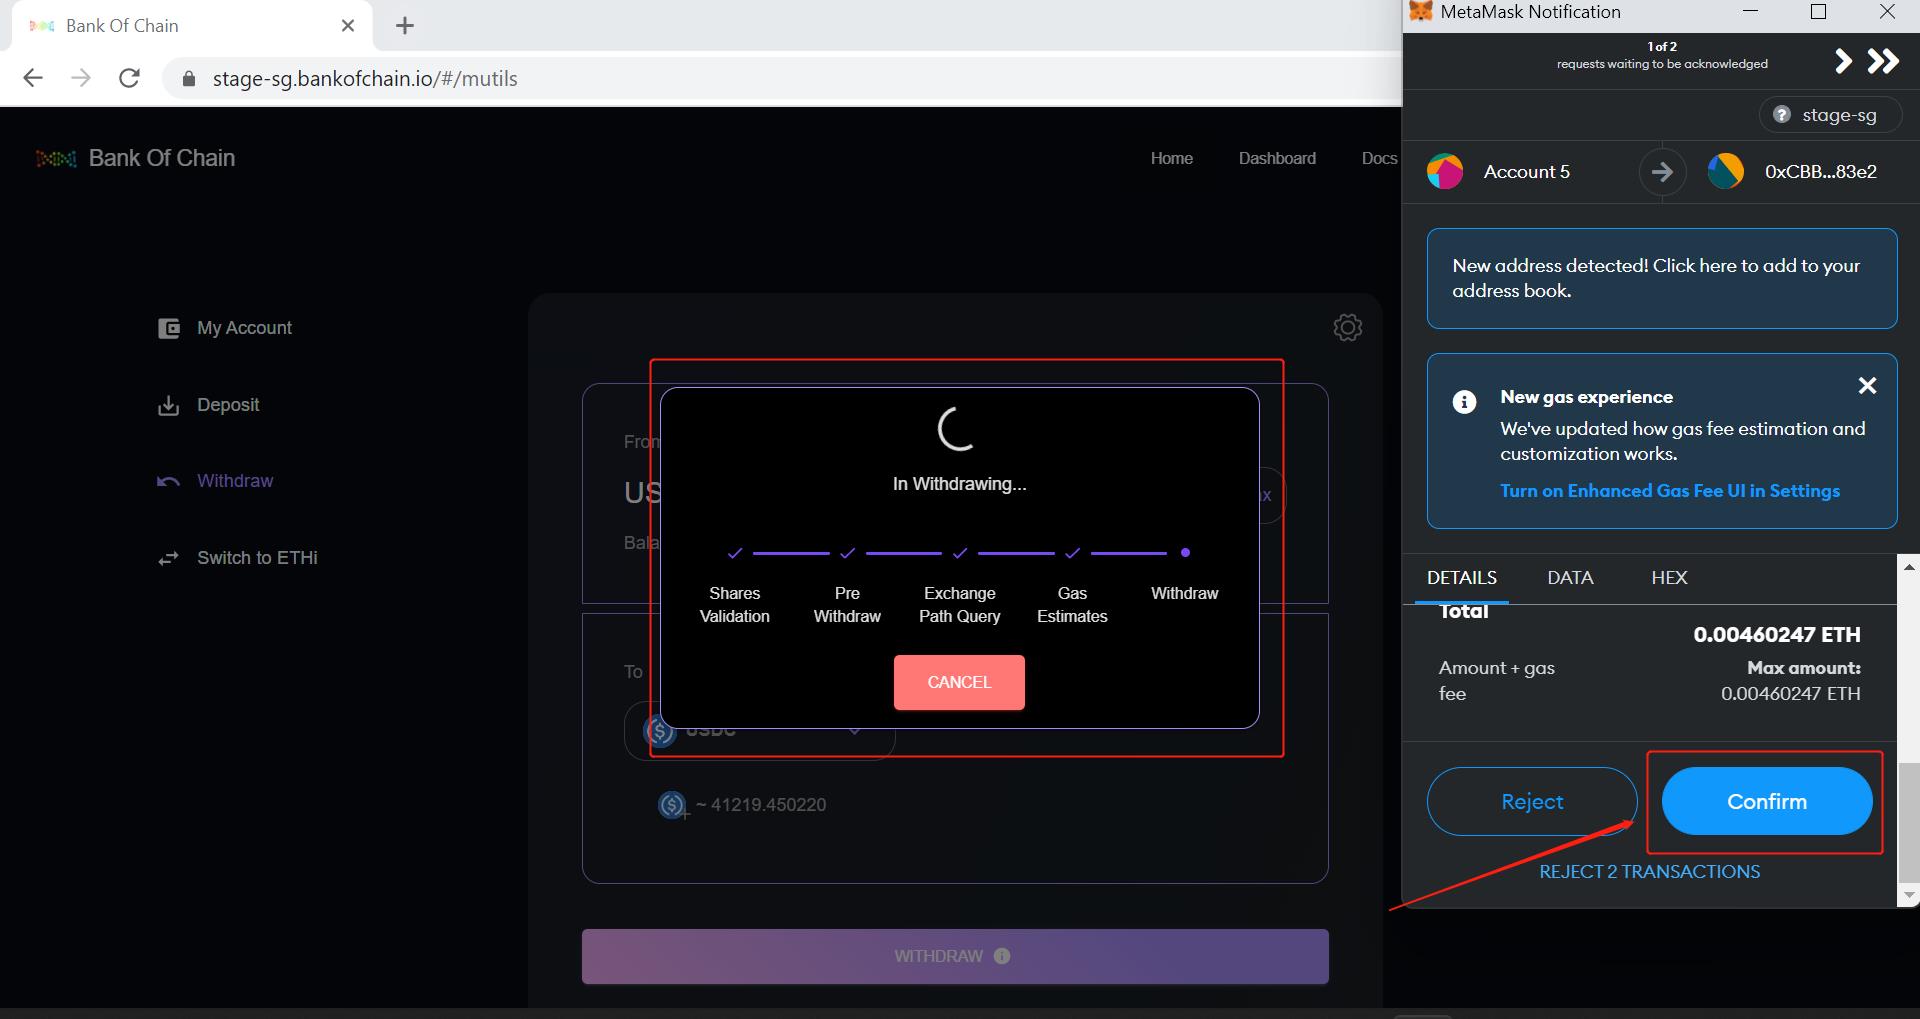 Bank Of Chain
stage-sg.bankofchain.io/#/mutils
Bank Of Chain
Home
Dashboard
Docs
My Account
Deposit
Withdraw
Switch to ETHi
From
US
Bala
In Withdrawing...
Shares
Validation
Pre
Withdraw
Exchange
Path Query
Gas
Estimates
Withdraw
CANCEL
To
USDC
~ 41219.450220
WITHDRAW
MetaMask Notification
1 of 2
requests waiting to be acknowledged
stage-sg
Account 5
0xCBB...83e2
New address detected! Click here to add to your
address book.
New gas experience
We've updated how gas fee estimation and
customization works.
Turn on Enhanced Gas Fee UI in Settings
DETAILS
DATA
HEX
Total
0.00460247 ETH
Amount + gas
fee
Max amount:
0.00460247 ETH
Reject
Confirm
REJECT 2 TRANSACTIONS